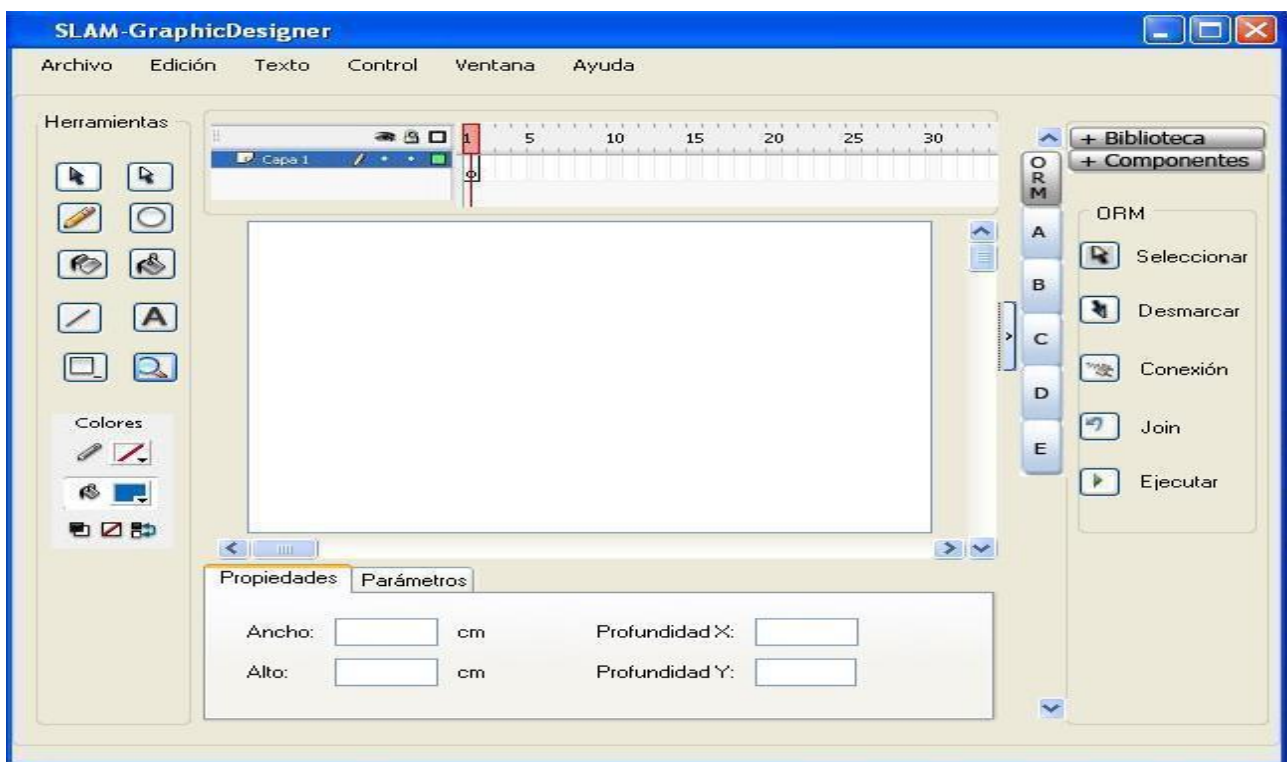 SLAM-GraphicDesigner
Archivo Edición Texto Control Ventana Ayuda
Herramientas
1 5 10 15 20 25 30
Capa 1
A
Colores
Propiedades Parámetros
Ancho: cm Profundidad X:
Alto: cm Profundidad Y:
ORM
A
B
C
D
E
+ Biblioteca
+ Componentes
ORM
Seleccionar
Desmarcar
Conexión
Join
Ejecutar